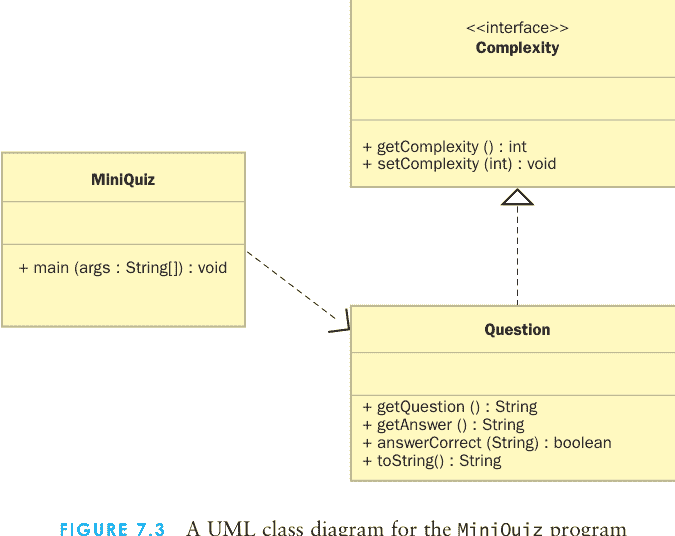 <<interface>>
Complexity
+ getComplexity () : int
+ setComplexity (int) : void
MiniQuiz
+ main (args : String[]) : void
Question
+ getQuestion () : String
+ getAnswer () : String
+ answerCorrect (String) : boolean
+ toString() : String
FIGURE 7.3 A UML class diagram for the MiniQuiz program